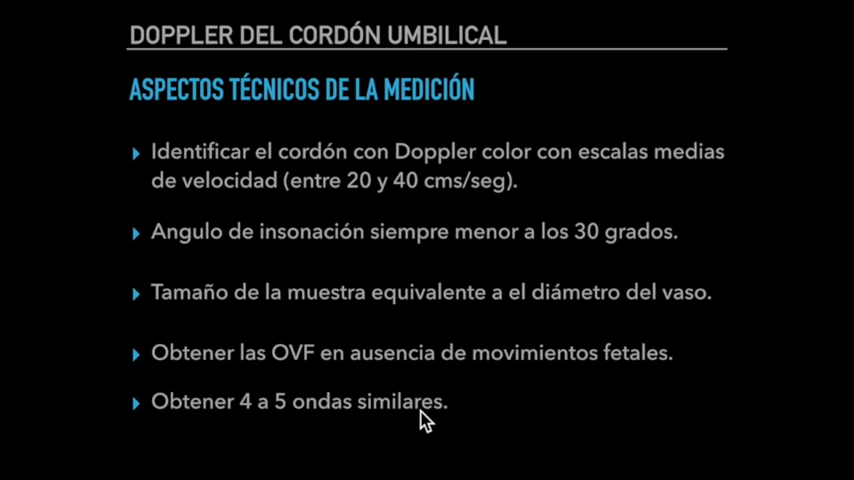 DOPPLER DEL CORDÓN UMBILICAL
ASPECTOS TÉCNICOS DE LA MEDICIÓN
Identificar el cordón con Doppler color con escalas medias
de velocidad (entre 20 y 40 cms/seg).
Angulo de insonación siempre menor a los 30 grados.
Tamaño de la muestra equivalente a el diámetro del vaso.
Obtener las OVF en ausencia de movimientos fetales.
Obtener 4 a 5 ondas similares.